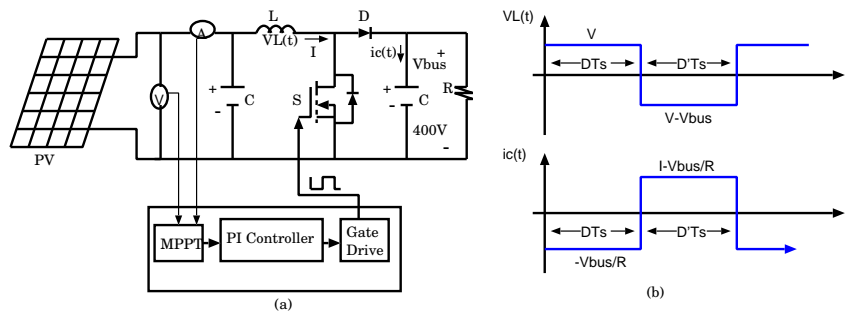 L
D
A
VL(t)
I
ic(t)
+
Vbus
V
+
-
C
S
+
-
C
R
400V
-
PV
MPPT
PI Controller
Gate
Drive
(a)
VL(t)
V
DTs
D'Ts
V-Vbus
ic(t)
I-Vbus/R
DTs
D'Ts
-Vbus/R
(b)